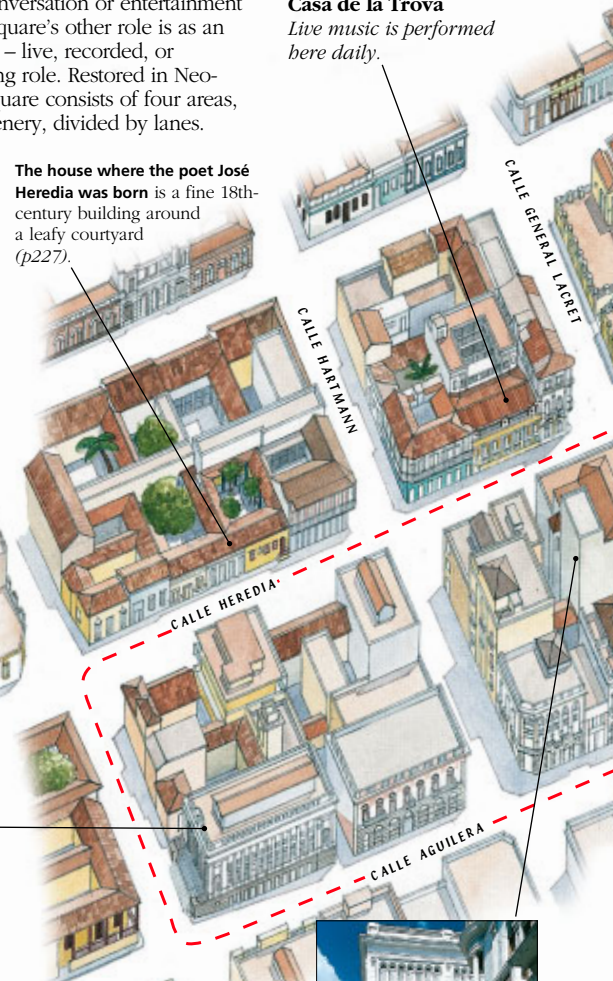 nversation or entertainment
quare's other role is as an
– live, recorded, or
ng role. Restored in Neo-
uare consists of four areas,
enery, divided by lanes.
Casa de la Trova
Live music is performed
here daily.
The house where the poet José
Heredia was born is a fine 18th-
century building around
a leafy courtyard
(p227).
CALLE GENERAL LACRET
CALLE HARTMANN
CALLE HEREDIA
CALLE AGUILERA